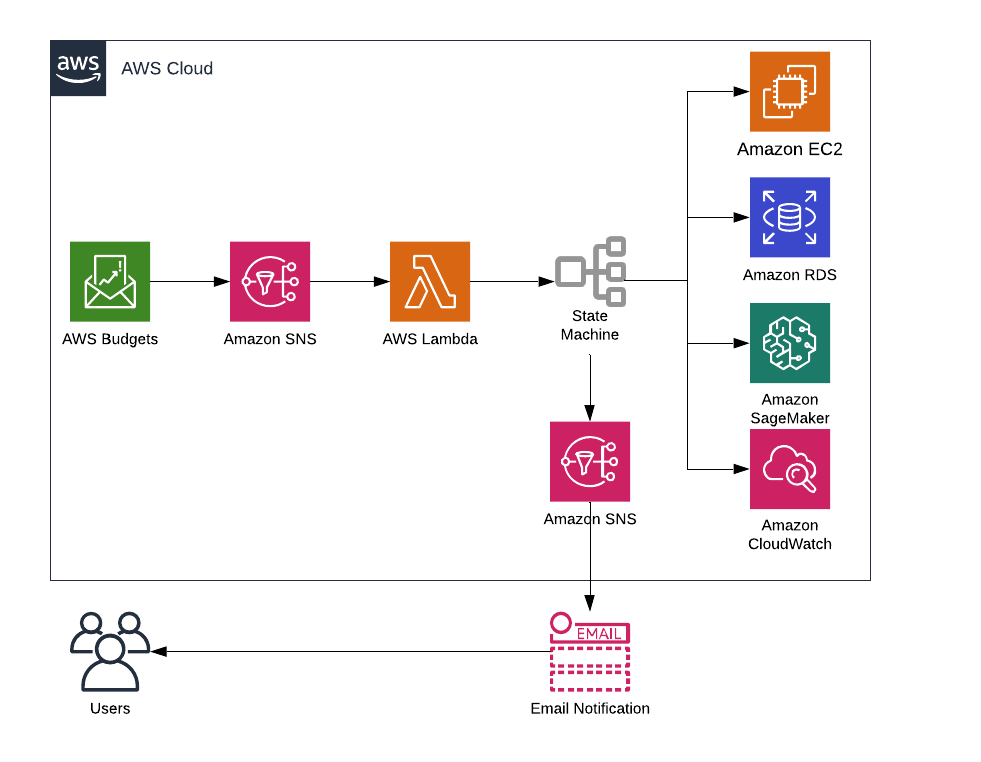 aws
AWS Cloud
Amazon EC2
Amazon RDS
AWS Budgets
Amazon SNS
AWS Lambda
State
Machine
Amazon
SageMaker
Amazon SNS
Amazon
CloudWatch
EMAIL
Users
Email Notification